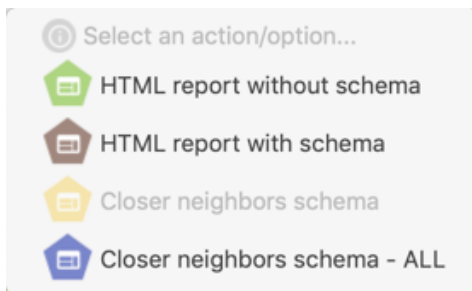 Select an action/option...
HTML report without schema
HTML report with schema
Closer neighbors schema
Closer neighbors schema - ALL